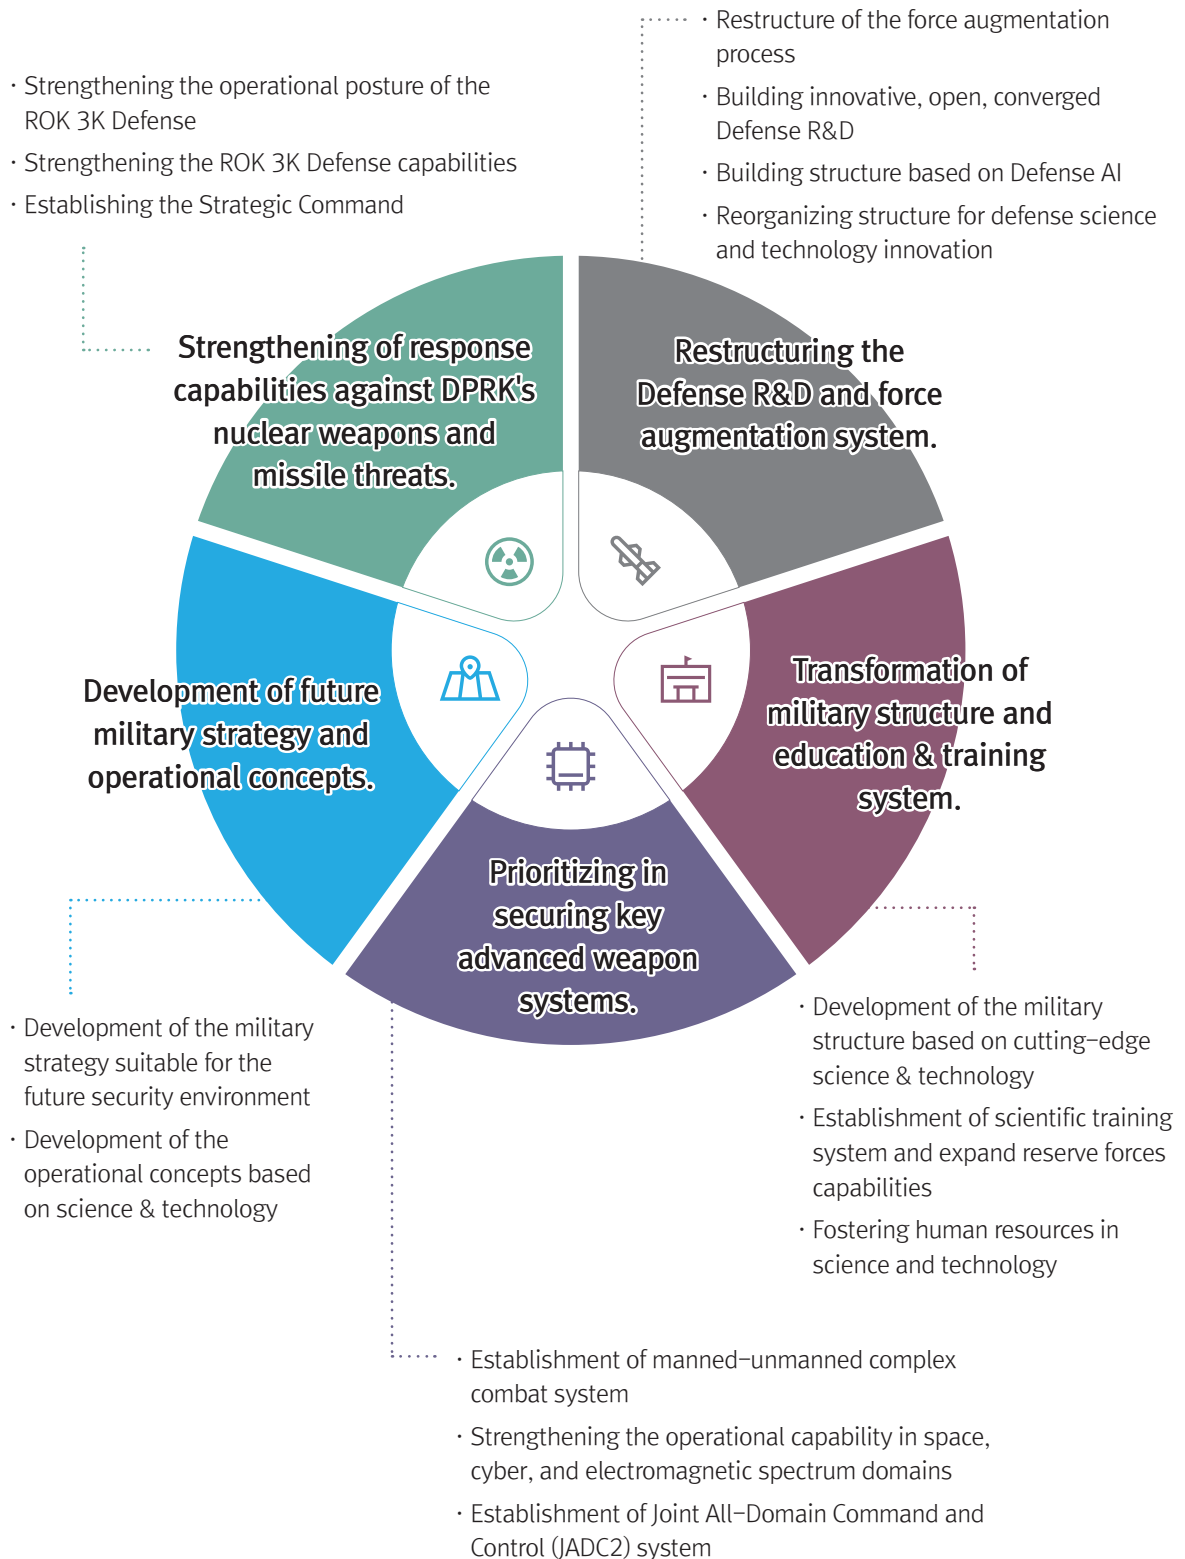 · Strengthening the operational posture of the
ROK 3K Defense
· Strengthening the ROK 3K Defense capabilities
· Establishing the Strategic Command
· Restructure of the force augmentation
process
· Building innovative, open, converged
Defense R&D
· Building structure based on Defense AI
· Reorganizing structure for defense science
and technology innovation
Strengthening of response
capabilities against DPRK's
nuclear weapons and
missile threats.
Restructuring the
Defense R&D and force
augmentation system.
Development of future
military strategy and
operational concepts.
Transformation of
military structure and
education & training
system.
Prioritizing in
securing key
advanced weapon
systems.
· Development of the military
strategy suitable for the
future security environment
· Development of the
operational concepts based
on science & technology
· Development of the military
structure based on cutting–edge
science & technology
· Establishment of scientific training
system and expand reserve forces
capabilities
· Fostering human resources in
science and technology
· Establishment of manned–unmanned complex
combat system
· Strengthening the operational capability in space,
cyber, and electromagnetic spectrum domains
· Establishment of Joint All–Domain Command and
Control (JADC2) system